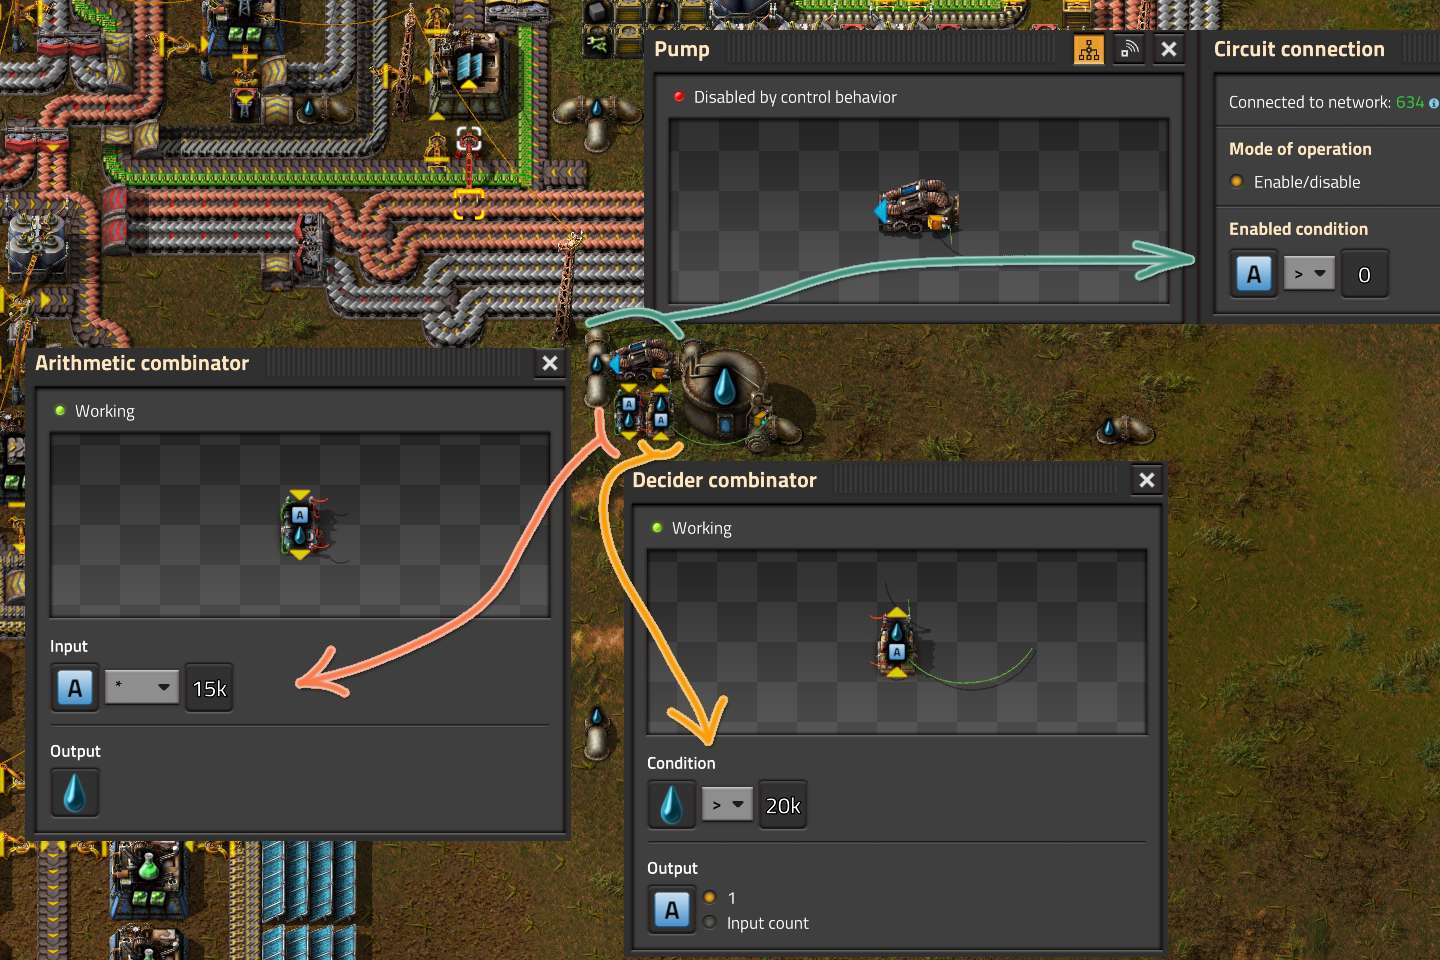 Pump
Disabled by control behavior
Circuit connection
Connected to network: 634
Mode of operation
Enable/disable
Enabled condition
A > 0
Arithmetic combinator
Working
A
Input
A * 15k
Output
A
A
Decider combinator
Working
A
Condition
> 20k
Output
A
1
Input count